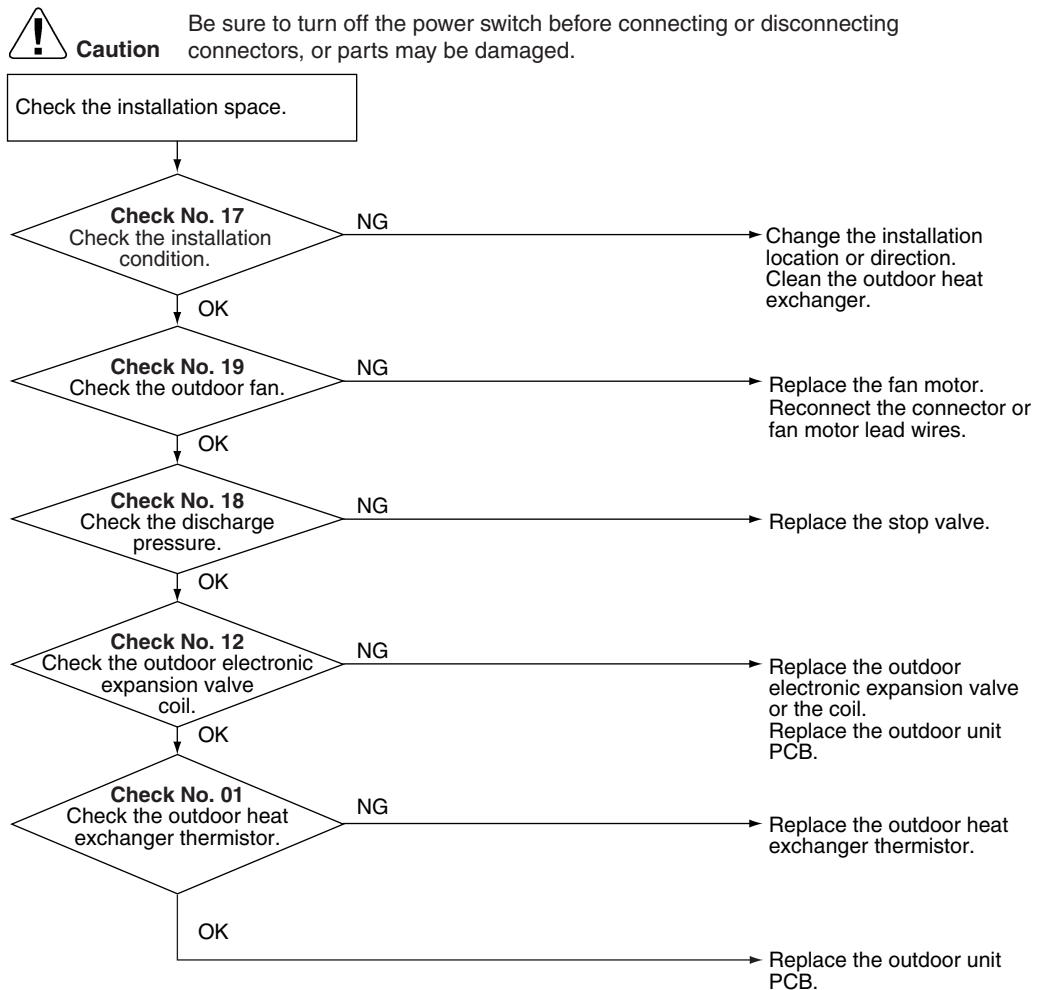 Be sure to turn off the power switch before connecting or disconnecting
Caution connectors, or parts may be damaged.
Check the installation space.
Check No. 17
Check the installation
condition.
NG
Change the installation
location or direction.
Clean the outdoor heat
exchanger.
OK
Check No. 19
Check the outdoor fan.
NG
Replace the fan motor.
Reconnect the connector or
fan motor lead wires.
OK
Check No. 18
Check the discharge
pressure.
NG
Replace the stop valve.
OK
Check No. 12
Check the outdoor electronic
expansion valve
coil.
NG
Replace the outdoor
electronic expansion valve
or the coil.
Replace the outdoor unit
PCB.
OK
Check No. 01
Check the outdoor heat
exchanger thermistor.
NG
Replace the outdoor heat
exchanger thermistor.
OK
Replace the outdoor unit
PCB.